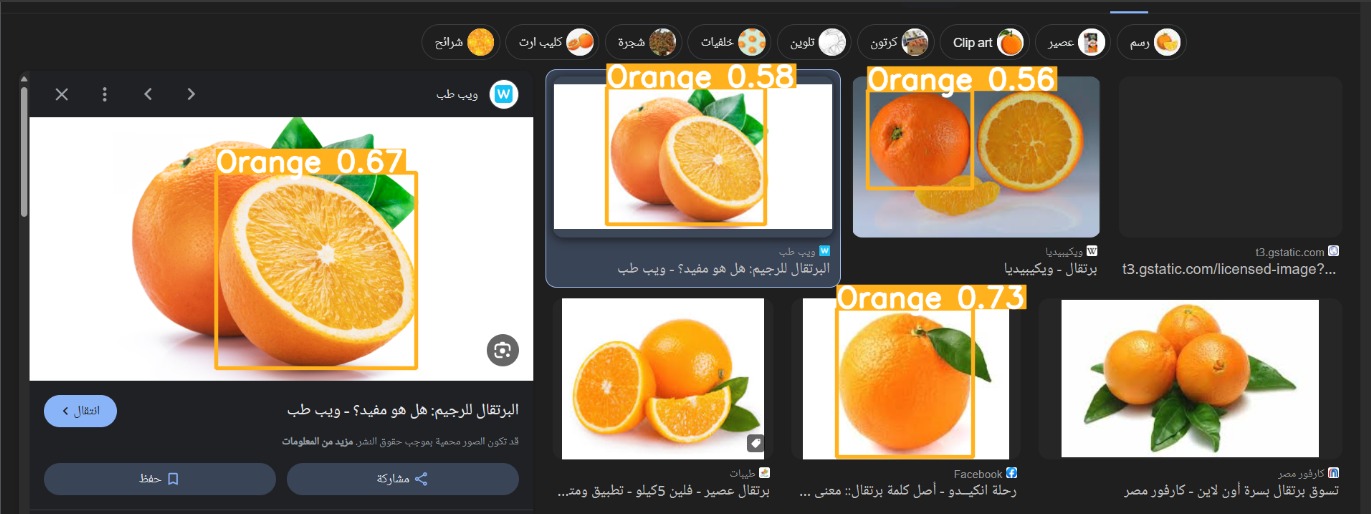 رسم
عصير
Clip art
كرتون
تلوين
خلفيات
شجرة
كليب ارت
شرائح
ويب طب
W
Orange 0.67
البرتقال للرجيم: هل هو مفيد؟ - ويب طب
انتقال
قد تكون الصور محمية بموجب حقوق النشر. مزيد من المعلومات
مشاركة
حفظ
t3.gstatic.com
t3.gstatic.com/licensed-image?...
Orange 0.56
W ويكيبيديا
برتقال - ويكيبيديا
Orange 0.58
W ويب طب
البرتقال للرجيم: هل هو مفيد؟ - ويب طب
كارفور مصر
تسوق برتقال بسرة أون لاين - كارفور مصر
Orange 0.73
Facebook
رحلة انكيــدو - أصل كلمة برتقال:: معنى ...
طيبات
برتقال عصير - فلين 5كيلو - تطبيق ومتـ...